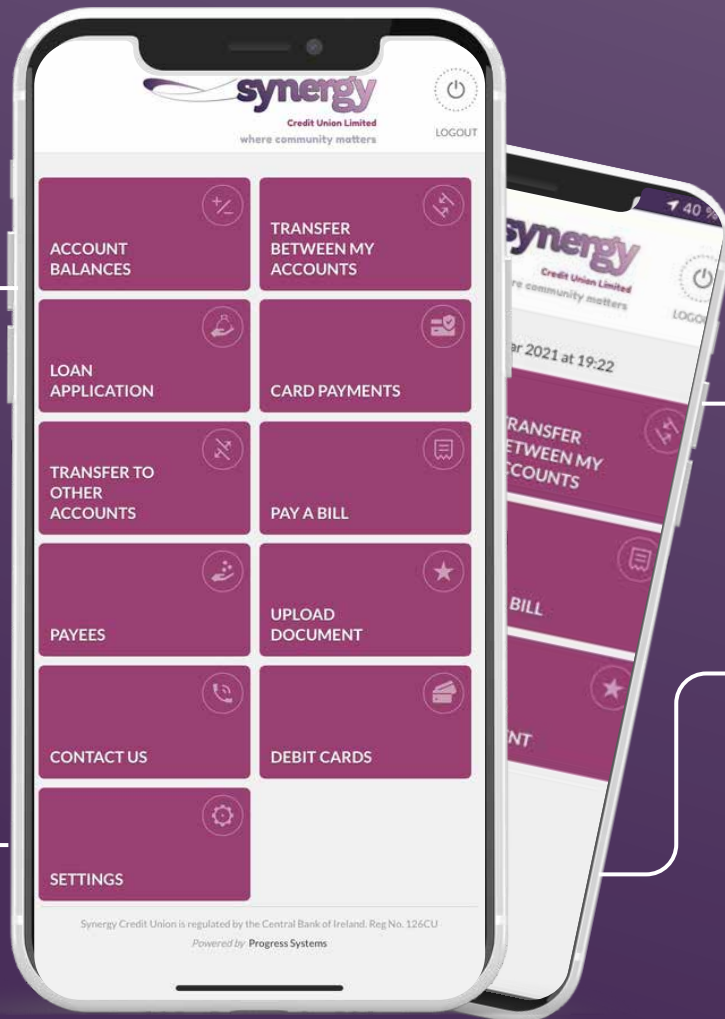 synergy
Credit Union Limited
where community matters
LOGOUT
ACCOUNT
BALANCES
TRANSFER
BETWEEN MY
ACCOUNTS
LOAN
APPLICATION
CARD PAYMENTS
TRANSFER TO
OTHER
ACCOUNTS
PAY A BILL
PAYEES
UPLOAD
DOCUMENT
CONTACT US
DEBIT CARDS
SETTINGS
Synergy Credit Union is regulated by the Central Bank of Ireland. Reg No. 126CU
Powered by Progress Systems
40 %
synergy
Credit Union Limited
re community matters
LOGO
ar 2021 at 19:22
RANSFER
ETWEEN MY
CCOUNTS
BILL
NT